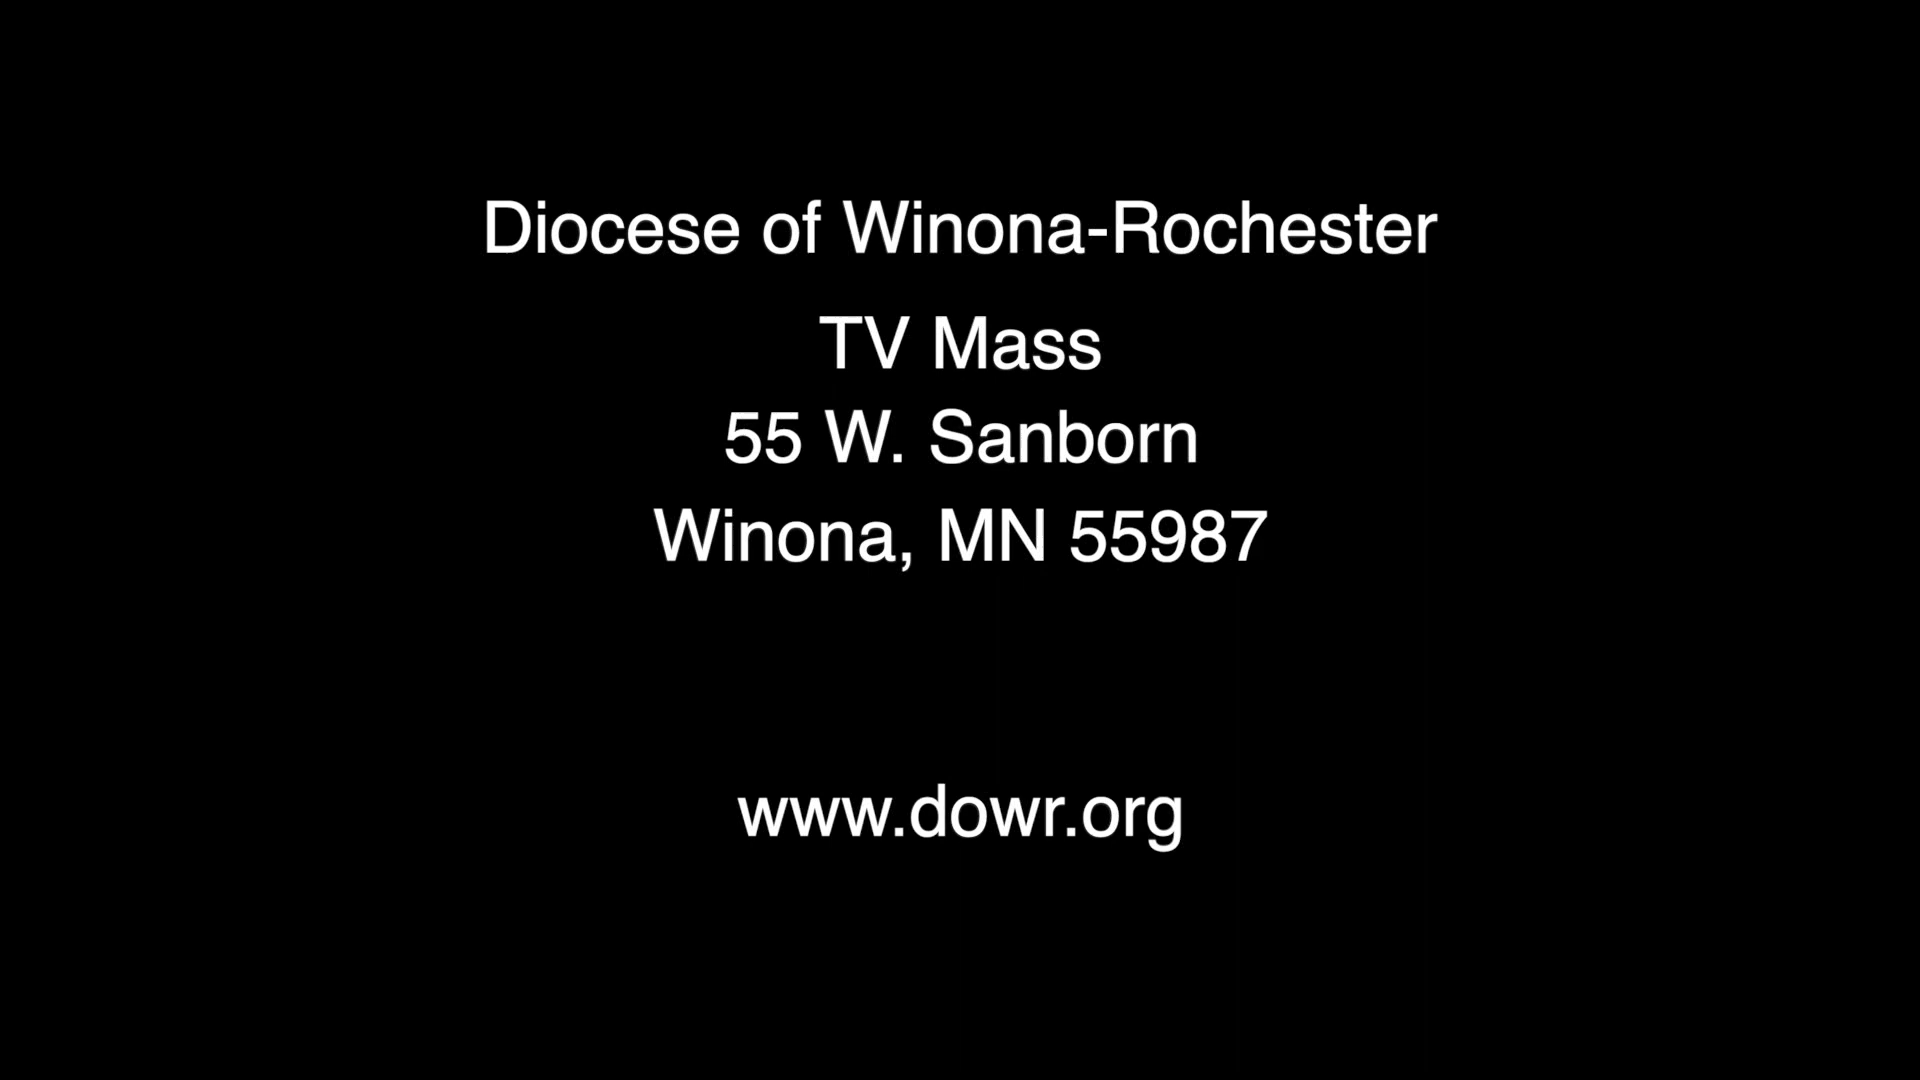 Diocese of Winona-Rochester
TV Mass
55 W. Sanborn
Winona, MN 55987
www.dowr.org